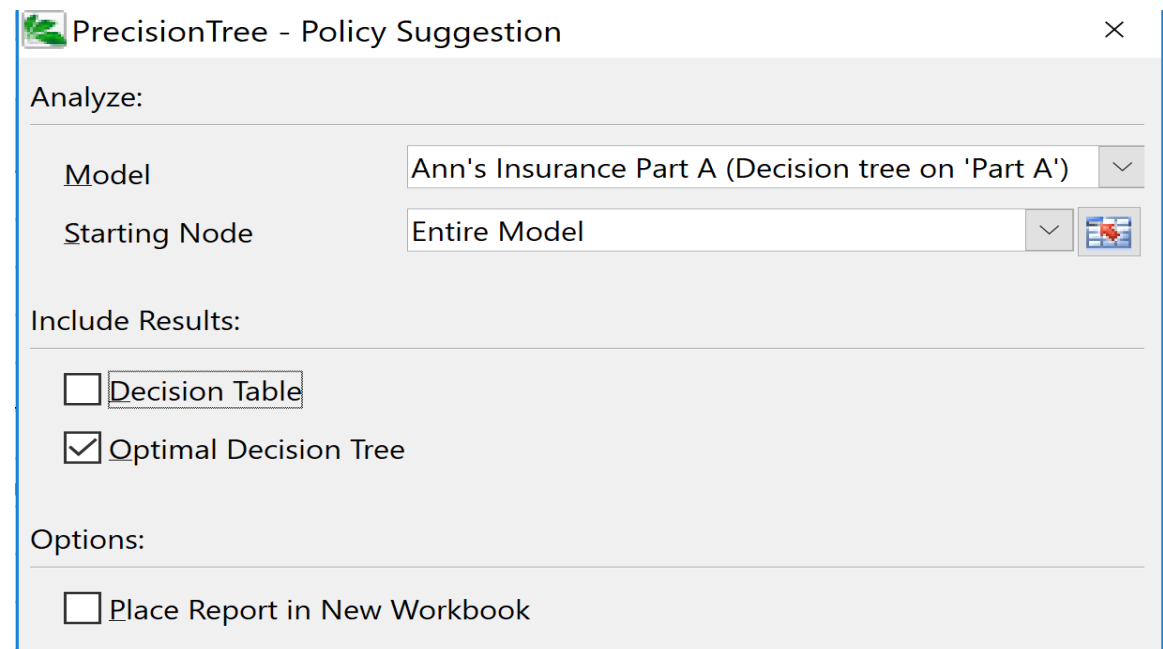 PrecisionTree - Policy Suggestion
Analyze:
Model
Ann's Insurance Part A (Decision tree on 'Part A')
Starting Node
Entire Model
Include Results:
Decision Table
Optimal Decision Tree
Options:
Place Report in New Workbook